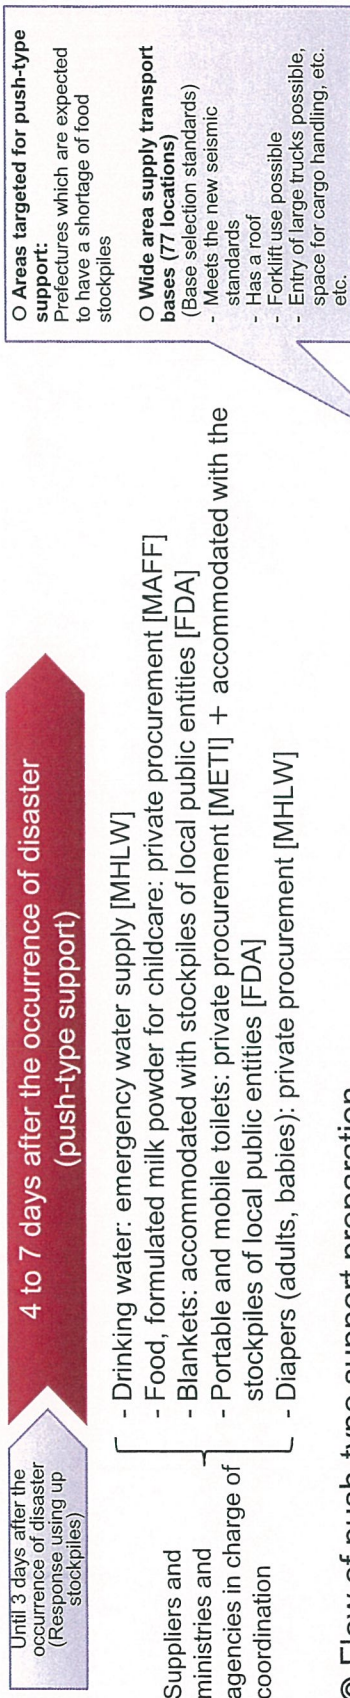 Until 3 days after the
occurrence of disaster
(Response using up
stockpiles)
4 to 7 days after the occurrence of disaster
(push-type support)
Suppliers and
ministries and
agencies in charge of
coordination
- Drinking water: emergency water supply [MHLW]
- Food, formulated milk powder for childcare: private procurement [MAFF]
- Blankets: accommodated with stockpiles of local public entities [FDA]
- Portable and mobile toilets: private procurement [METI] + accommodated with the
stockpiles of local public entities [FDA]
- Diapers (adults, babies): private procurement [MHLW]
○ Areas targeted for push-type
support:
Prefectures which are expected
to have a shortage of food
stockpiles
○ Wide area supply transport
bases (77 locations)
(Base selection standards)
- Meets the new seismic
standards
- Has a roof
- Forklift use possible
- Entry of large trucks possible,
space for cargo handling, etc.
etc.
◎ Flow of push-type support preparation